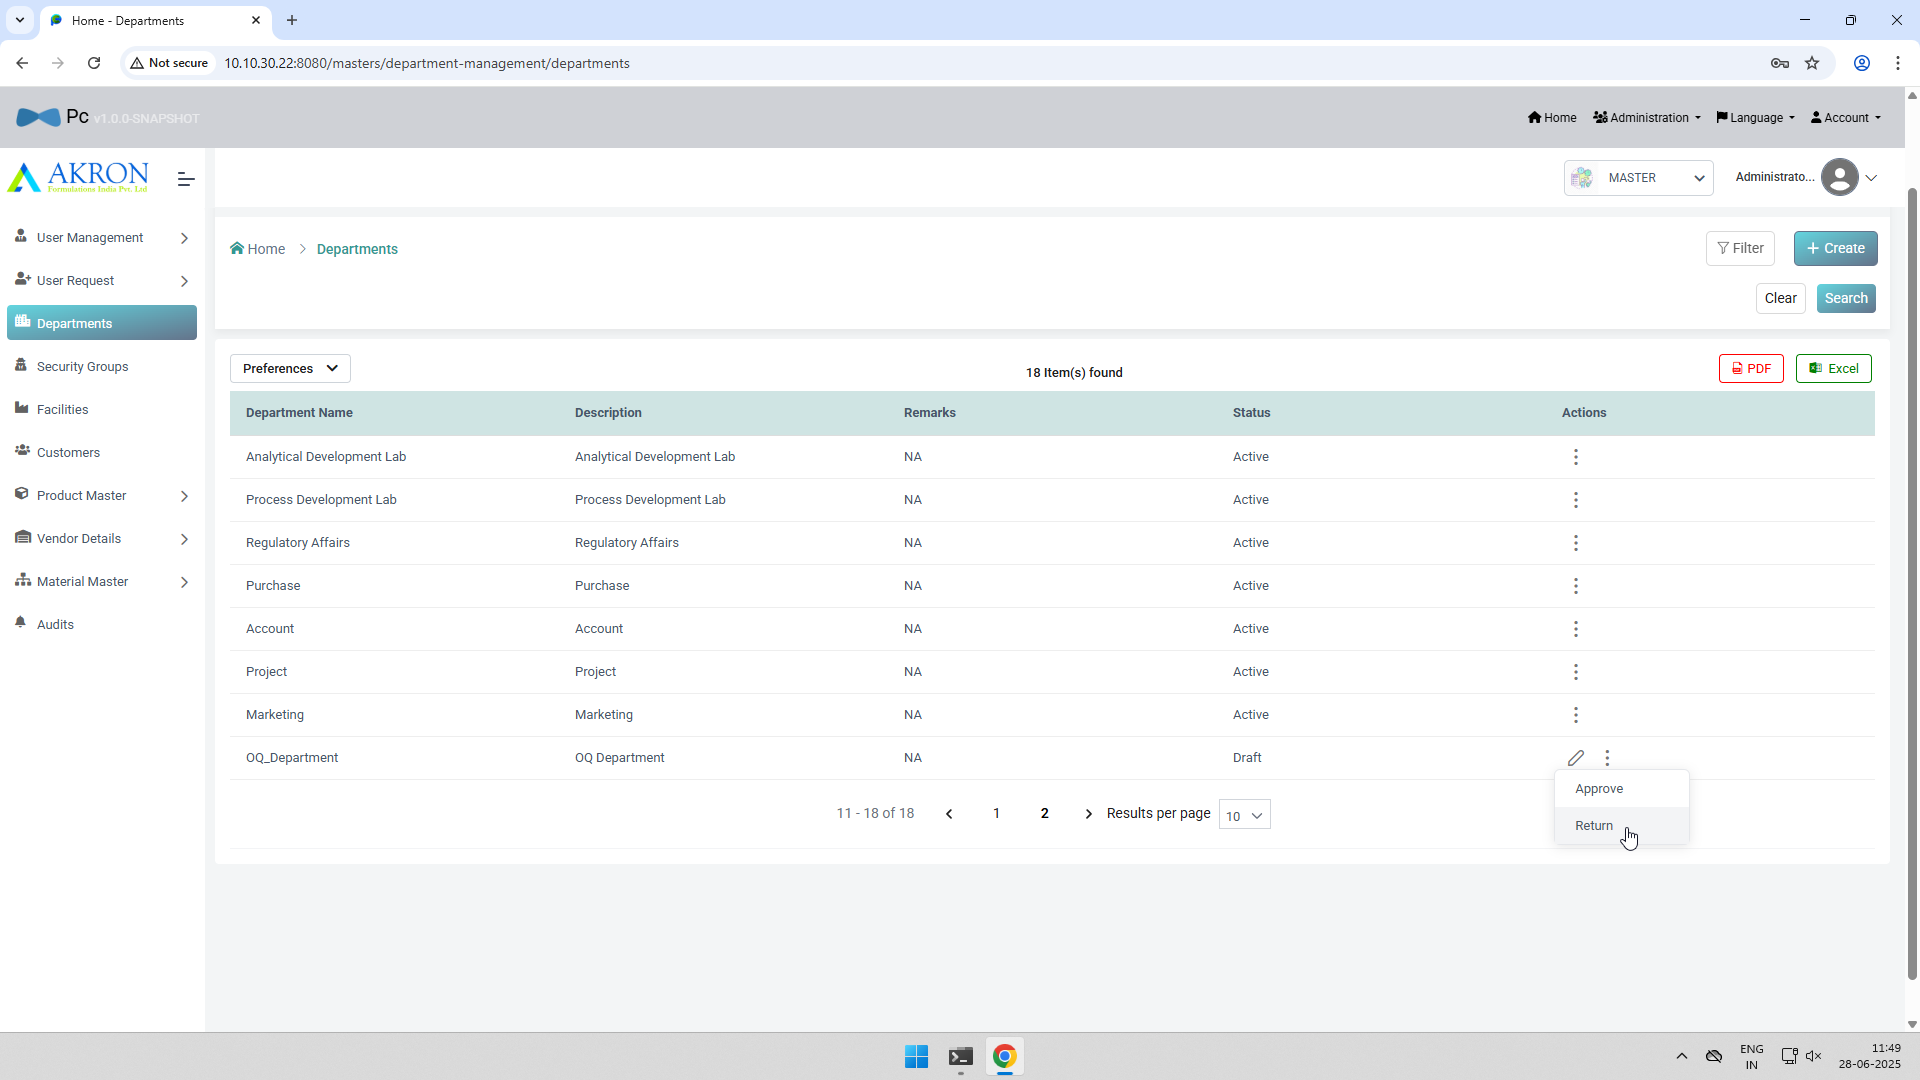 Home - Departments
Not secure 10.10.30.22:8080/masters/department-management/departments
Pc v1.0.0-SNAPSHOT
Home Administration Language Account
AKRON
Formulations India Pvt. Ltd
MASTER
Administrato...
User Management
User Request
Departments
Security Groups
Facilities
Customers
Product Master
Vendor Details
Material Master
Audits
Home > Departments
Filter + Create
Clear Search
Preferences 18 Item(s) found PDF Excel
Department Name Description Remarks Status Actions
Analytical Development Lab Analytical Development Lab NA Active
Process Development Lab Process Development Lab NA Active
Regulatory Affairs Regulatory Affairs NA Active
Purchase Purchase NA Active
Account Account NA Active
Project Project NA Active
Marketing Marketing NA Active
OQ_Department OQ Department NA Draft
Approve
Return
11 - 18 of 18 1 2 Results per page 10
ENG
IN
11:49
28-06-2025